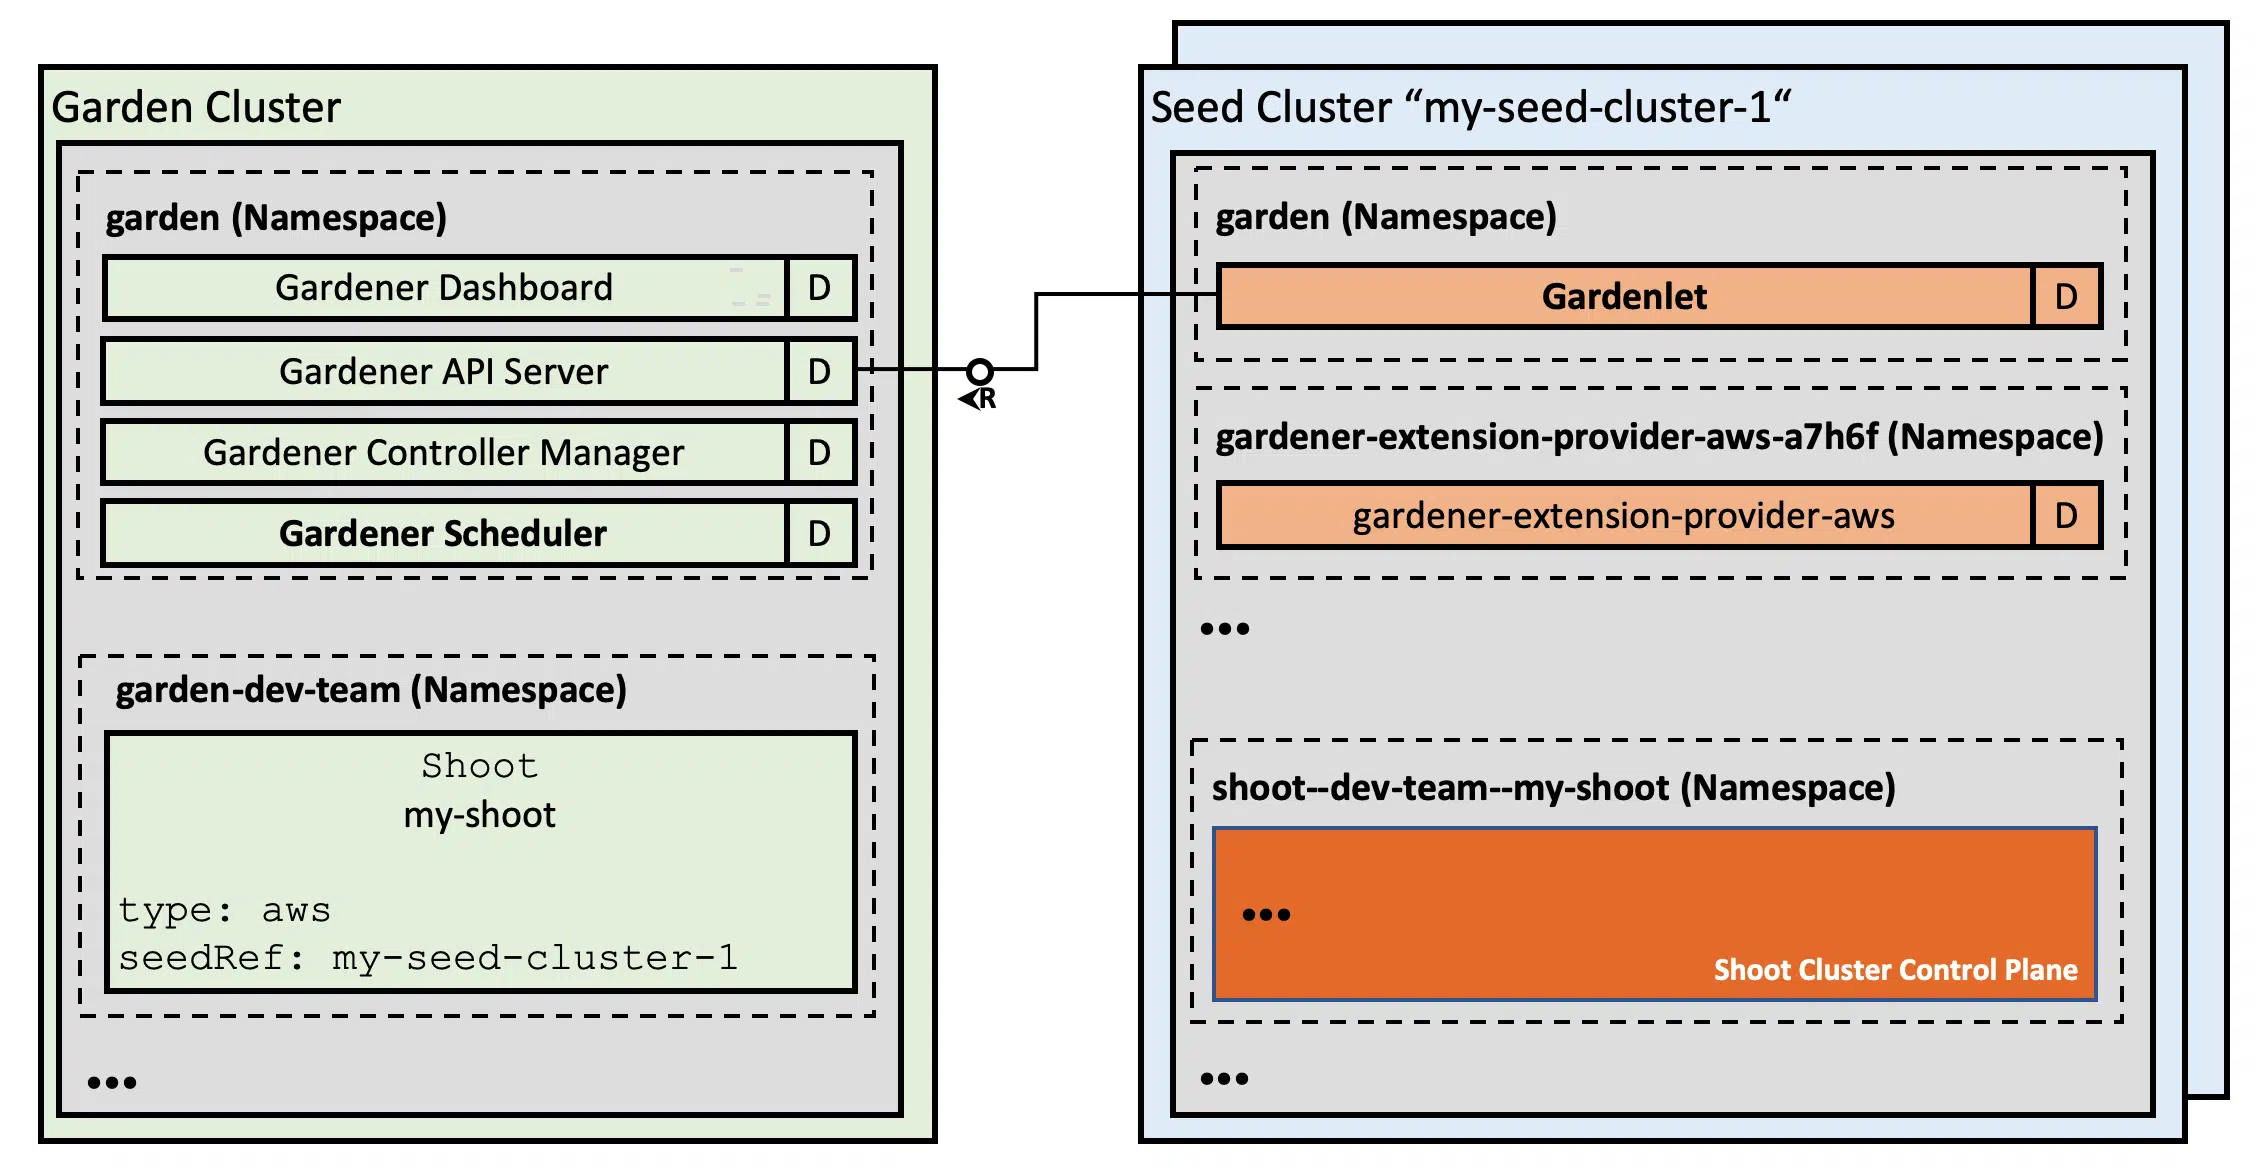 Garden Cluster
garden (Namespace)
Gardener Dashboard D
Gardener API Server D
Gardener Controller Manager D
Gardener Scheduler D
garden-dev-team (Namespace)
Shoot
my-shoot
type: aws
seedRef: my-seed-cluster-1
...
R
Seed Cluster “my-seed-cluster-1“
garden (Namespace)
Gardenlet D
gardener-extension-provider-aws-a7h6f (Namespace)
gardener-extension-provider-aws D
...
shoot--dev-team--my-shoot (Namespace)
...
Shoot Cluster Control Plane
...